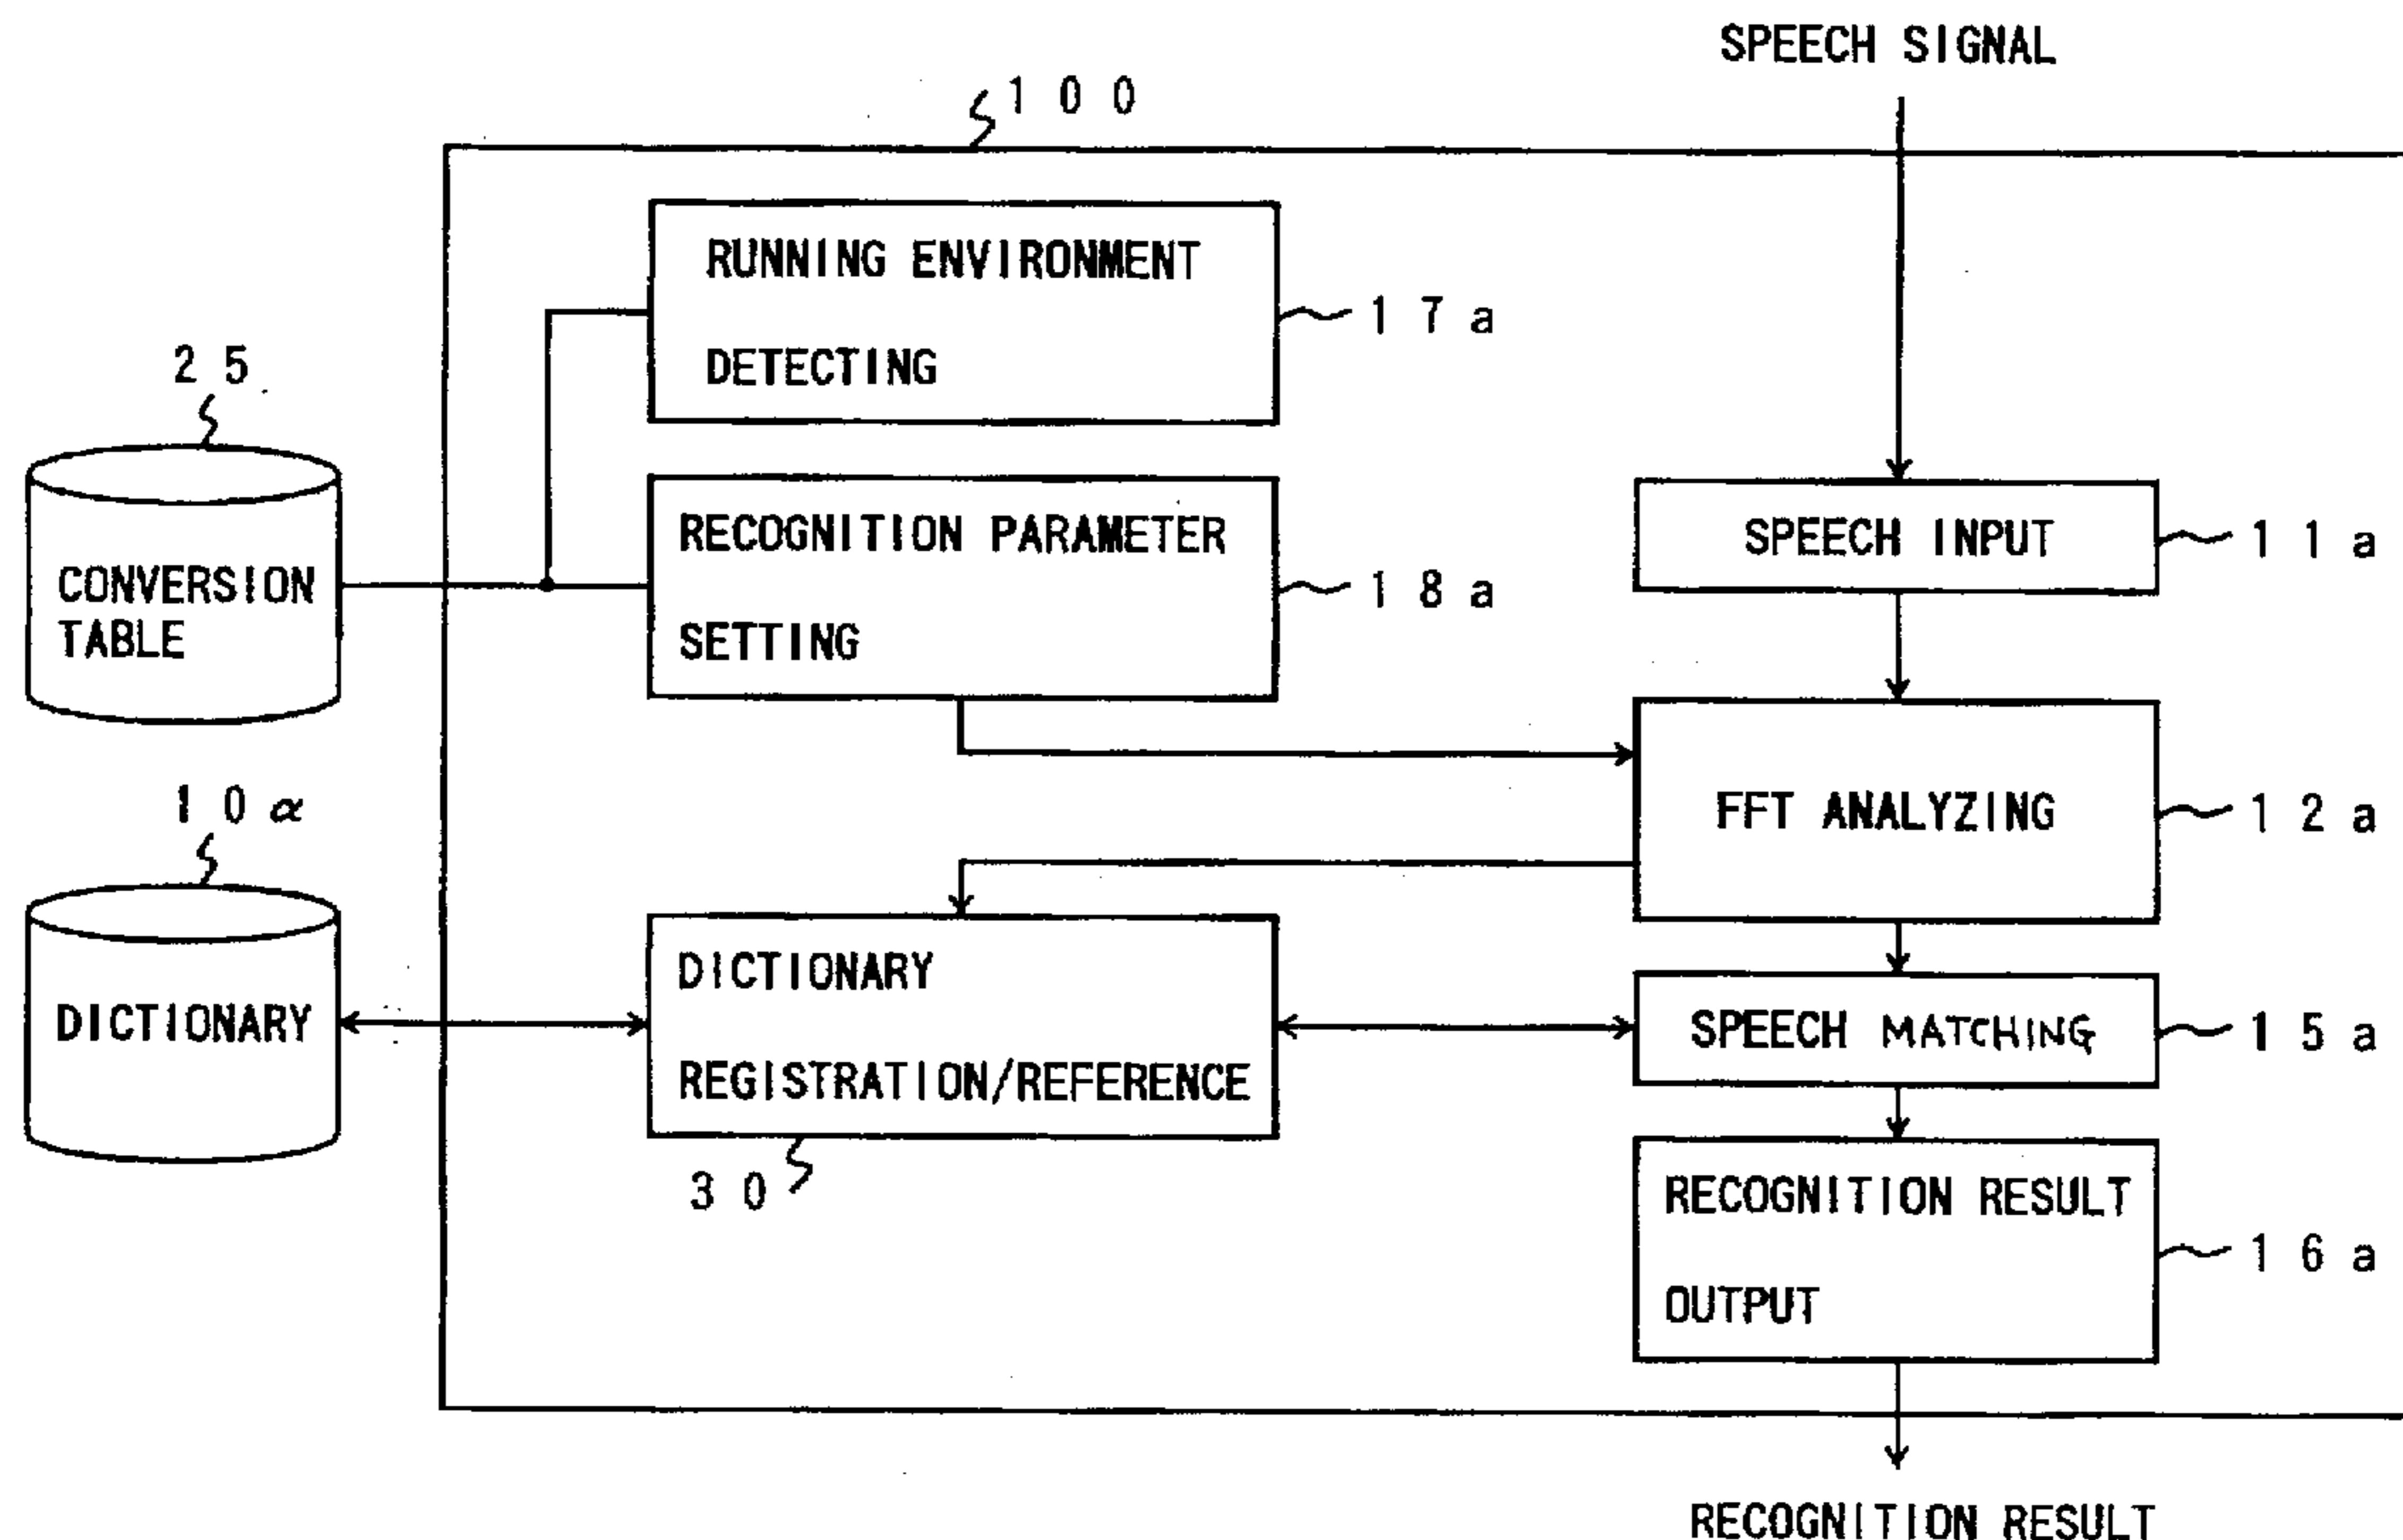 SPEECH SIGNAL
100
RUNNING ENVIRONMENT
DETECTING
17a
25
CONVERSION
TABLE
RECOGNITION PARAMETER
SETTING
18a
SPEECH INPUT
11a
FFT ANALYZING
12a
10α
DICTIONARY
DICTIONARY
REGISTRATION/REFERENCE
30
SPEECH MATCHING
15a
RECOGNITION RESULT
OUTPUT
16a
RECOGNITION RESULT